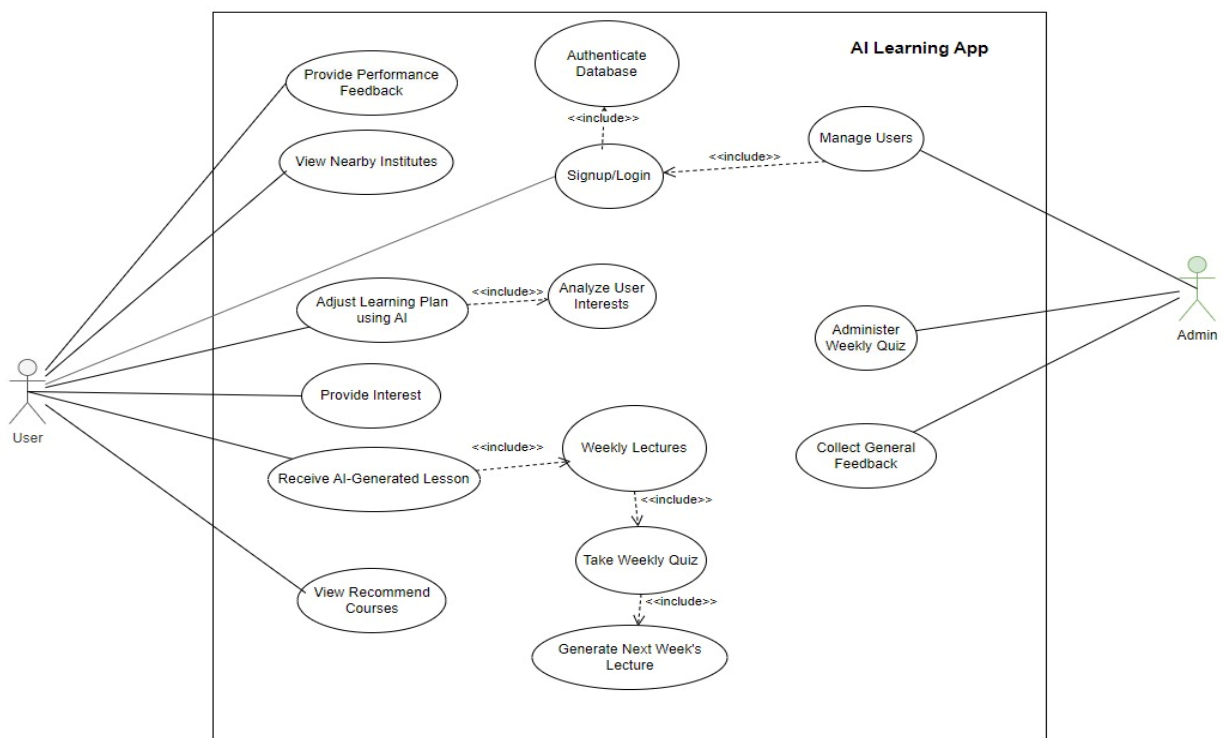 AI Learning App
Authenticate
Database
Provide Performance
Feedback
<<include>>
Manage Users
View Nearby Institutes
<<include>>
Signup/Login
Adjust Learning Plan
using AI
<<include>>
Analyze User
Interests
Admin
Administer
Weekly Quiz
Provide Interest
User
<<include>>
Weekly Lectures
Collect General
Feedback
Receive AI-Generated Lesson
<<include>>
Take Weekly Quiz
View Recommend
Courses
<<include>>
Generate Next Week's
Lecture